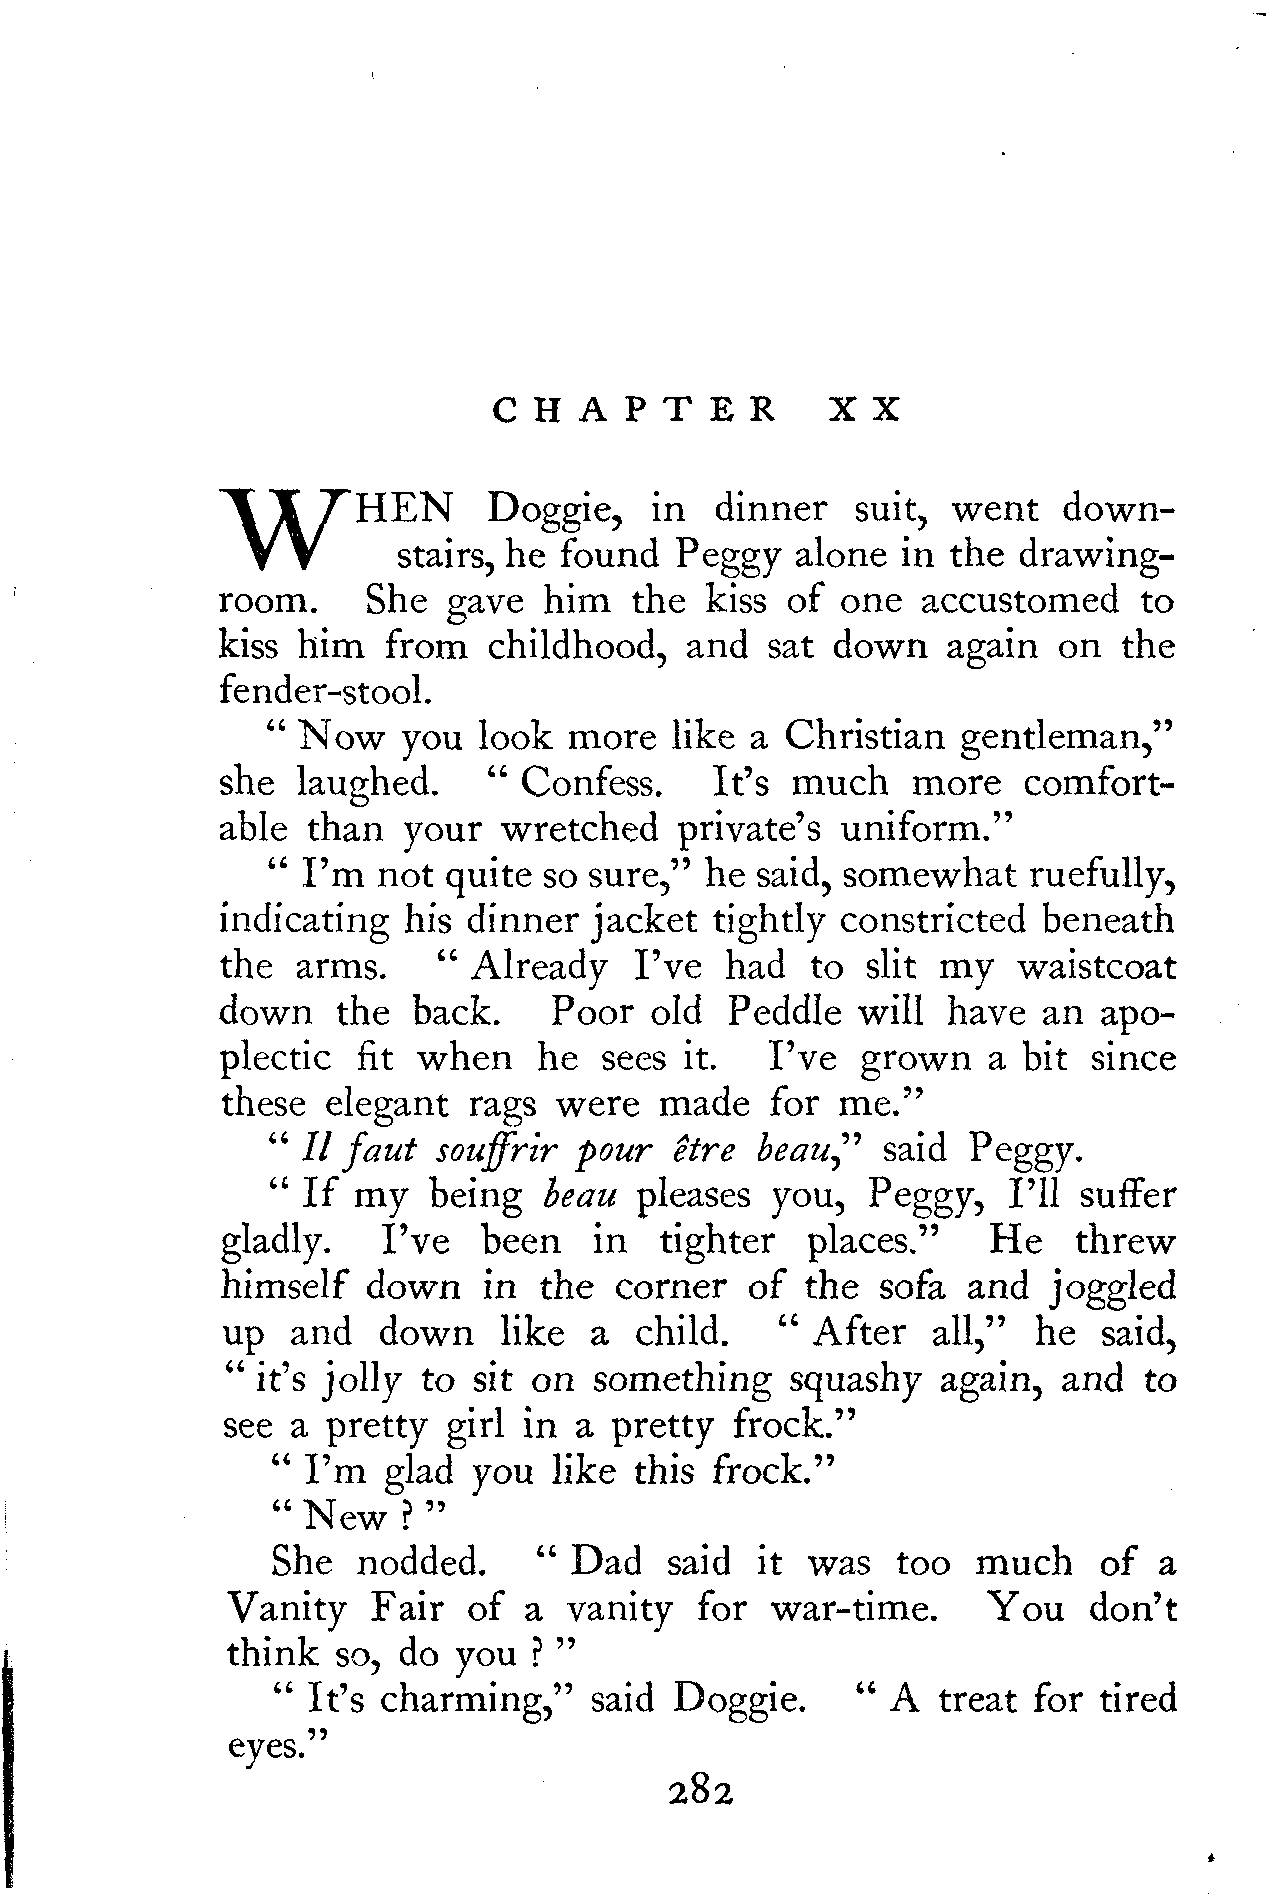 CHAPTER XX
WHEN Doggie, in dinner suit, went down-
stairs, he found Peggy alone in the drawing-
room. She gave him the kiss of one accustomed to
kiss him from childhood, and sat down again on the
fender-stool.
“ Now you look more like a Christian gentleman,”
she laughed. “ Confess. It’s much more comfort-
able than your wretched private’s uniform.”
“ I’m not quite so sure,” he said, somewhat ruefully,
indicating his dinner jacket tightly constricted beneath
the arms. “ Already I’ve had to slit my waistcoat
down the back. Poor old Peddle will have an apo-
plectic fit when he sees it. I’ve grown a bit since
these elegant rags were made for me.”
“ Il faut souffrir pour être beau,” said Peggy.
“ If my being beau pleases you, Peggy, I’ll suffer
gladly. I’ve been in tighter places.” He threw
himself down in the corner of the sofa and joggled
up and down like a child. “ After all,” he said,
“ it’s jolly to sit on something squashy again, and to
see a pretty girl in a pretty frock.”
“ I’m glad you like this frock.”
“ New ? ”
She nodded. “ Dad said it was too much of a
Vanity Fair of a vanity for war-time. You don’t
think so, do you ? ”
“ It’s charming,” said Doggie. “ A treat for tired
eyes.”
282